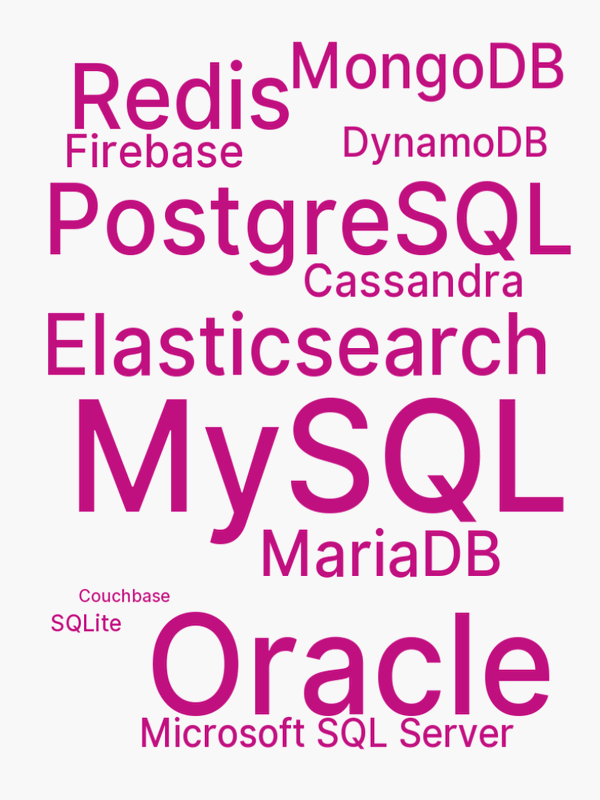 MongoDB
Redis
Firebase
DynamoDB
PostgreSQL
Cassandra
Elasticsearch
MySQL
MariaDB
Couchbase
SQLite
Oracle
Microsoft SQL Server